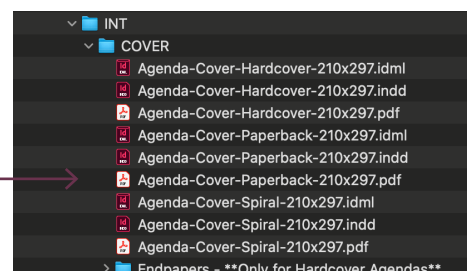 INT
COVER
Agenda-Cover-Hardcover-210x297.idml
Agenda-Cover-Hardcover-210x297.indd
Agenda-Cover-Hardcover-210x297.pdf
Agenda-Cover-Paperback-210x297.idml
Agenda-Cover-Paperback-210x297.indd
Agenda-Cover-Paperback-210x297.pdf
Agenda-Cover-Spiral-210x297.idml
Agenda-Cover-Spiral-210x297.indd
Agenda-Cover-Spiral-210x297.pdf
Endpapers - **Only for Hardcover Agendas**